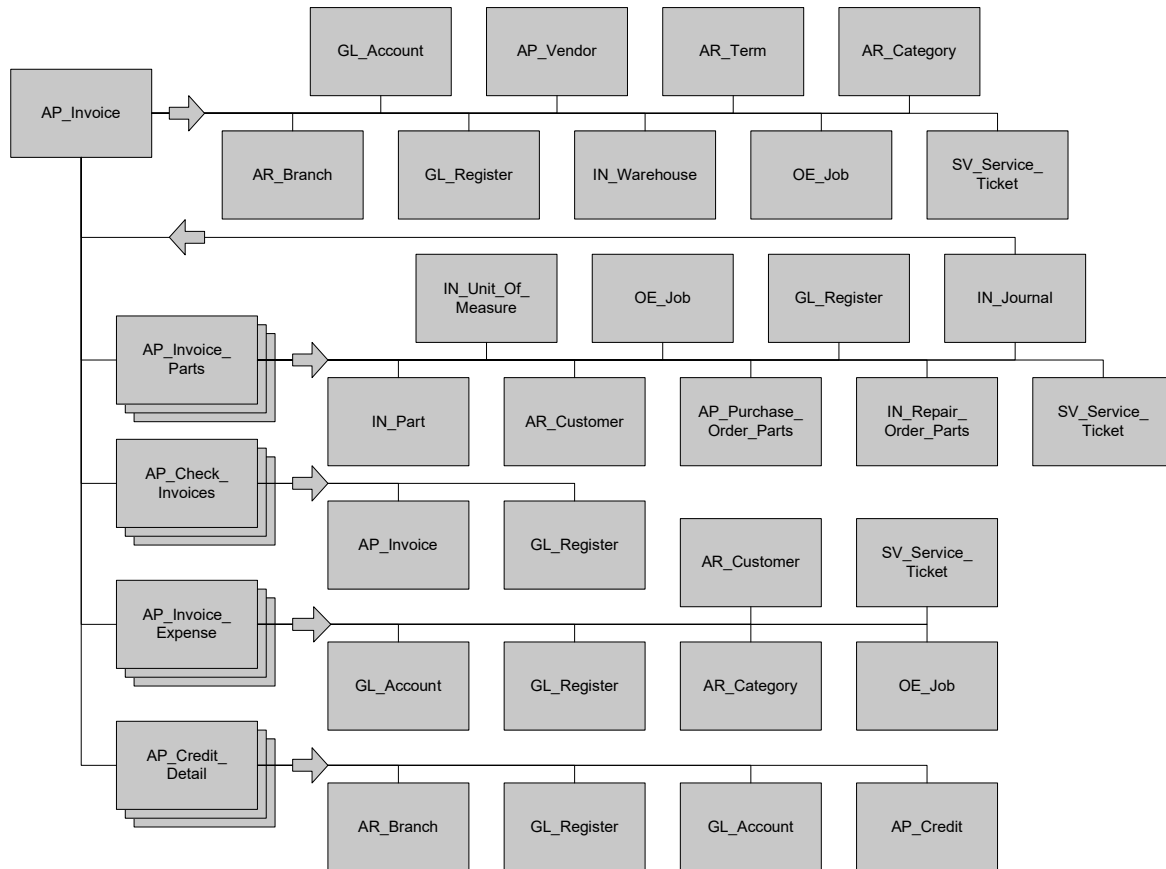 GL_Account
AP_Vendor
AR_Term
AR_Category
AP_Invoice
AR_Branch
GL_Register
IN_Warehouse
OE_Job
SV_Service_
Ticket
IN_Unit_Of_
Measure
OE_Job
GL_Register
IN_Journal
AP_Invoice_
Parts
IN_Part
AR_Customer
AP_Purchase_
Order_Parts
IN_Repair_
Order_Parts
SV_Service_
Ticket
AP_Check_
Invoices
AP_Invoice
GL_Register
AR_Customer
SV_Service_
Ticket
AP_Invoice_
Expense
GL_Account
GL_Register
AR_Category
OE_Job
AP_Credit_
Detail
AR_Branch
GL_Register
GL_Account
AP_Credit